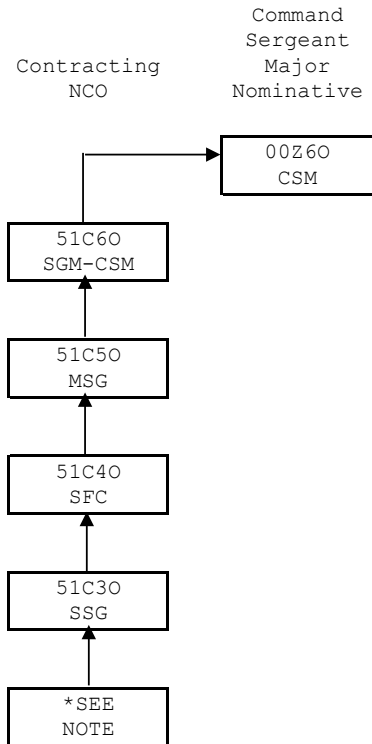 Contracting
NCO
Command
Sergeant
Major
Nominative
00Z6O
CSM
51C6O
SGM-CSM
51C5O
MSG
51C4O
SFC
51C3O
SSG
*SEE
NOTE